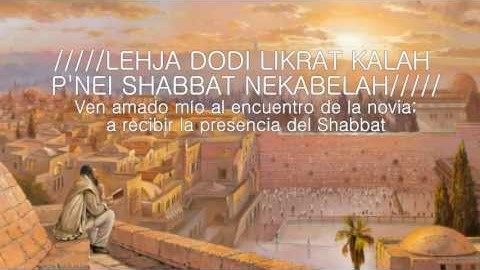 /////LEHJA DODI LIKRAT KALAH
P'NEI SHABBAT NEKABELAH/////
Ven amado mío al encuentro de la novia:
a recibir la presencia del Shabbat